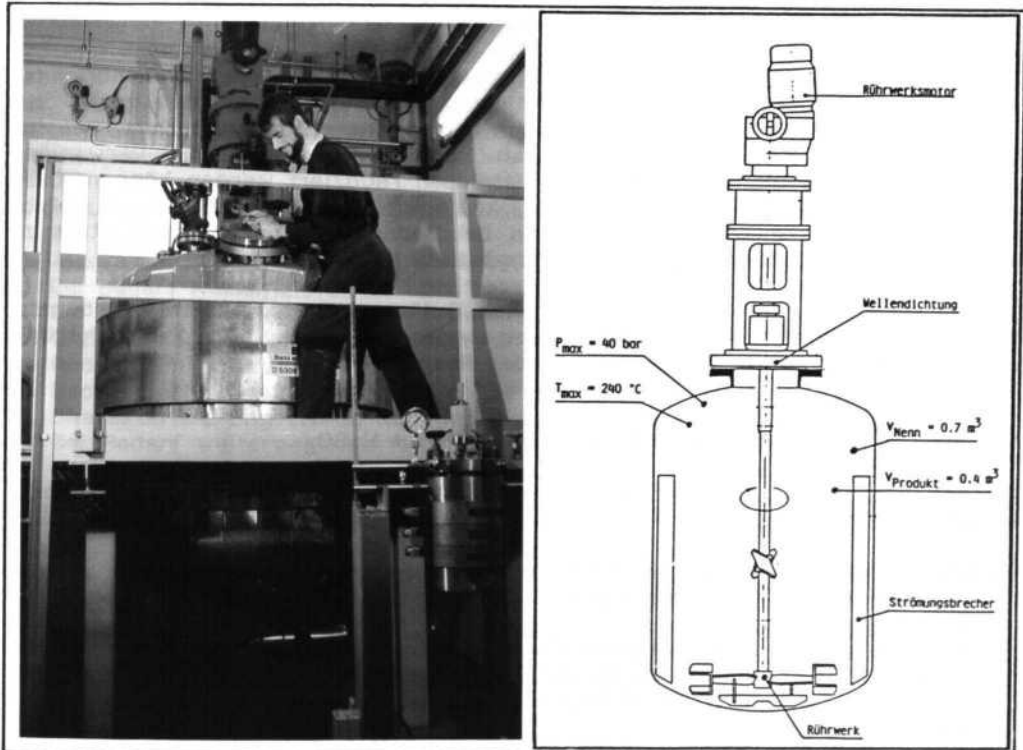 Rührwerksmotor
Wellendichtung
P_max = 40 bar
T_max = 240 °C
V_Nenn = 0.7 m³
V_Produkt = 0.4 m³
Strömungsbrecher
Rührwerk